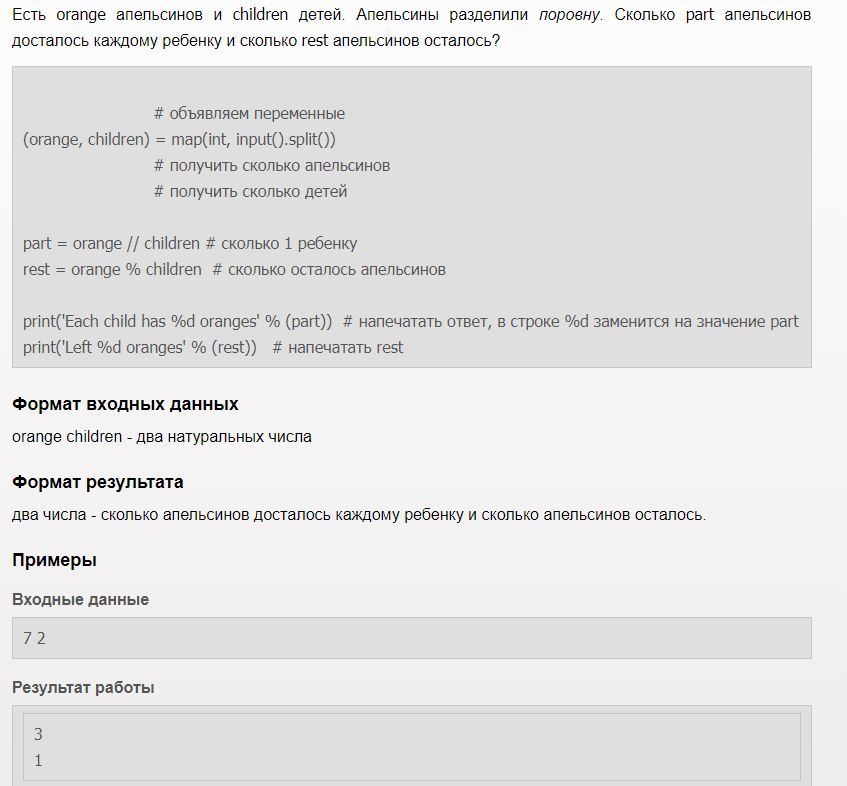 Есть orange апельсинов и children детей. Апельсины разделили поровну. Сколько part апельсинов
досталось каждому ребенку и сколько rest апельсинов осталось?
# объявляем переменные
(orange, children) = map(int, input().split())
# получить сколько апельсинов
# получить сколько детей
part = orange // children # сколько 1 ребенку
rest = orange % children  # сколько осталось апельсинов
print('Each child has %d oranges' % (part))  # напечатать ответ, в строке %d заменится на значение part
print('Left %d oranges' % (rest))   # напечатать rest
Формат входных данных
orange children - два натуральных числа
Формат результата
два числа - сколько апельсинов досталось каждому ребенку и сколько апельсинов осталось.
Примеры
Входные данные
7 2
Результат работы
3
1